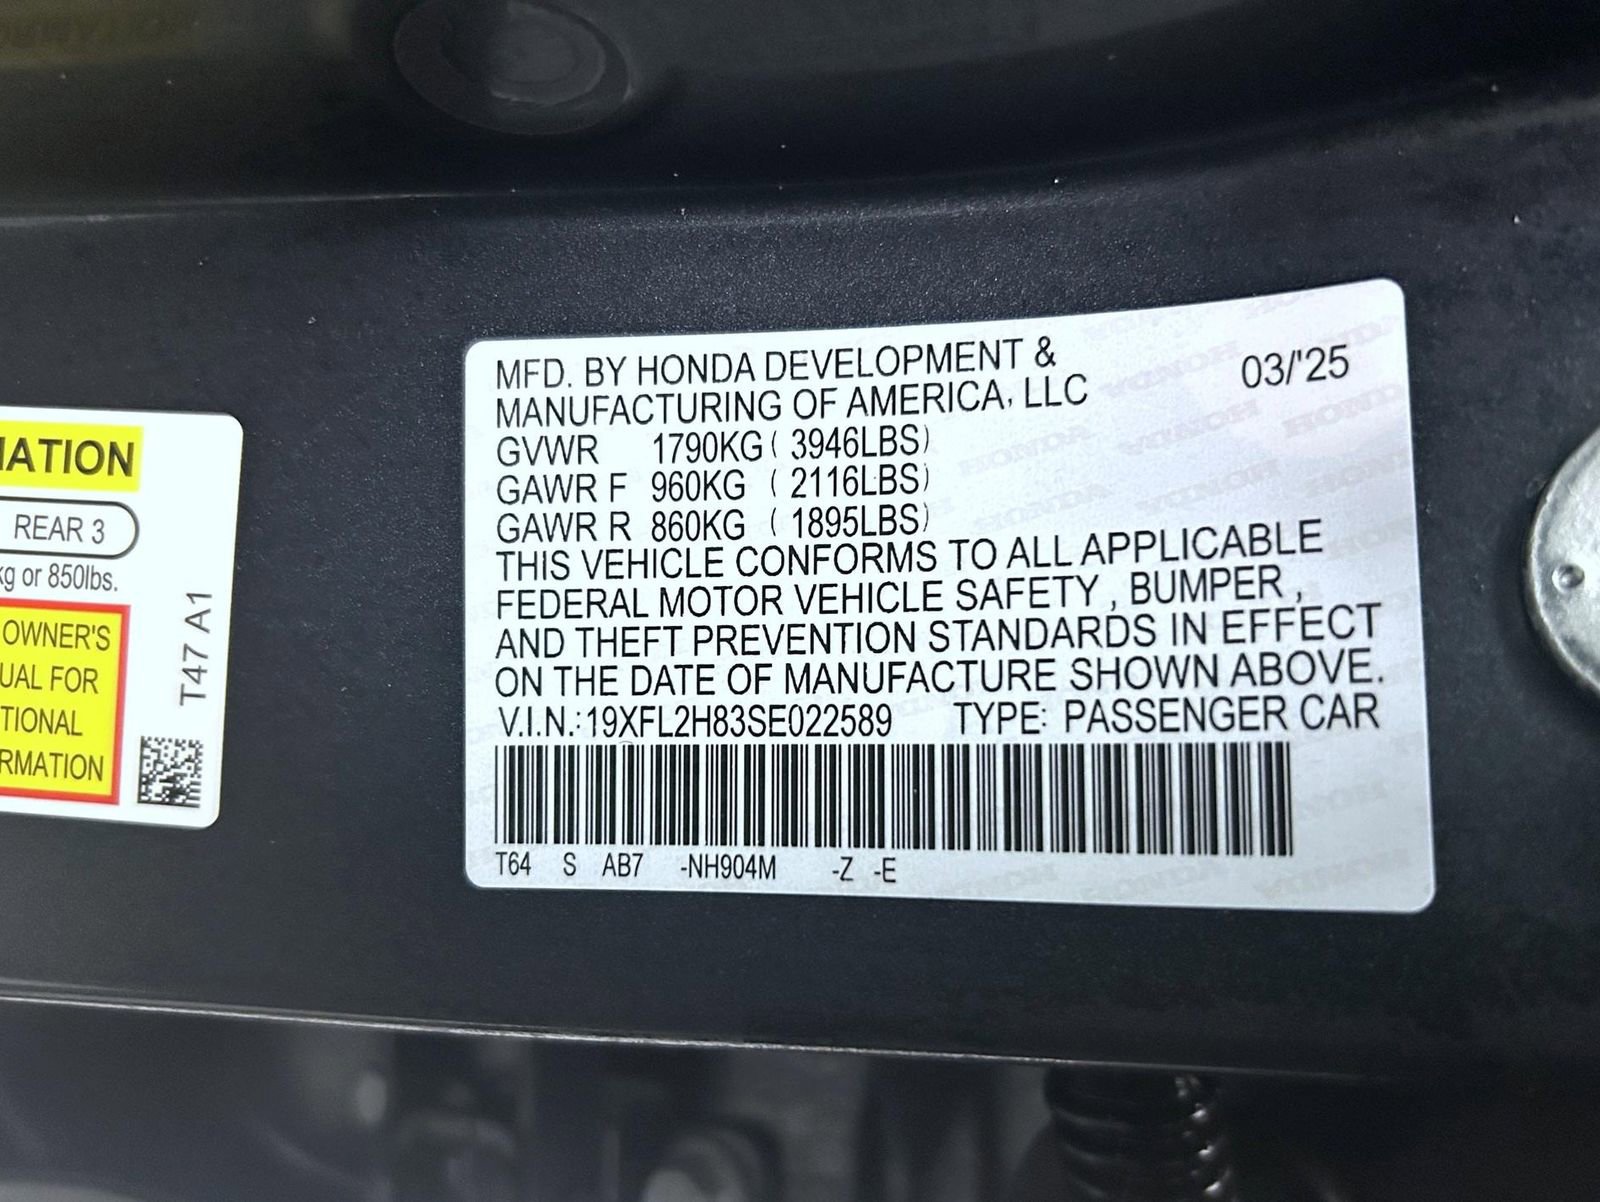 MATION
REAR 3
kg or 850lbs.
OWNER'S
UAL FOR
TIONAL
RMATION
T47 A1
MFD. BY HONDA DEVELOPMENT &
MANUFACTURING OF AMERICA, LLC
03/'25
GVWR 1790KG ( 3946LBS)
GAWR F 960KG ( 2116LBS)
GAWR R 860KG ( 1895LBS)
THIS VEHICLE CONFORMS TO ALL APPLICABLE
FEDERAL MOTOR VEHICLE SAFETY , BUMPER ,
AND THEFT PREVENTION STANDARDS IN EFFECT
ON THE DATE OF MANUFACTURE SHOWN ABOVE.
V.I.N.: 19XFL2H83SE022589 TYPE: PASSENGER CAR
T64 S AB7 -NH904M -Z -E